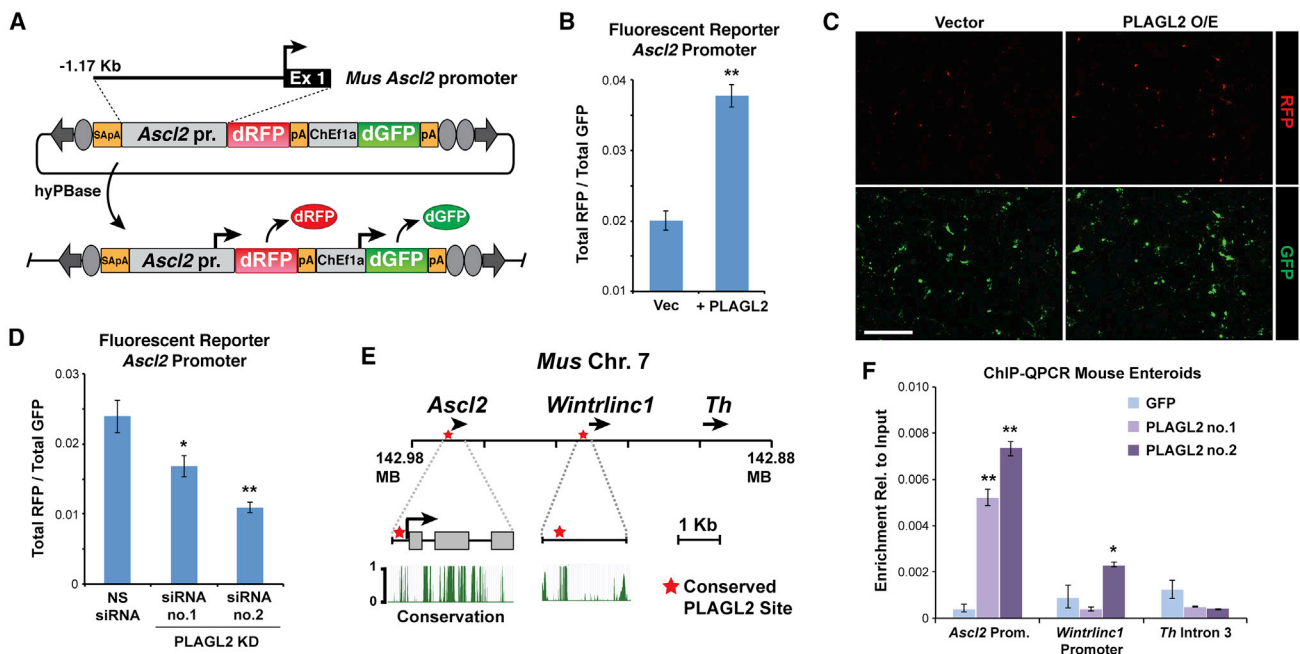 A
-1.17 Kb
Ex 1
Mus Ascl2 promoter
SApA
Ascl2 pr.
dRFP
pA
ChEf1a
dGFP
pA
hyPBase
dRFP
dGFP
SApA
Ascl2 pr.
dRFP
pA
ChEf1a
dGFP
pA
B
Fluorescent Reporter
Ascl2 Promoter
Total RFP / Total GFP
0.04
0.03
0.02
0.01
**
Vec
+ PLAGL2
C
Vector
PLAGL2 O/E
RFP
GFP
D
Fluorescent Reporter
Ascl2 Promoter
Total RFP / Total GFP
0.03
0.02
0.01
0
*
**
NS
siRNA
siRNA
no.1
siRNA
no.2
PLAGL2 KD
E
Mus Chr. 7
Ascl2
Wintrlinc1
Th
142.98
MB
142.88
MB
1 Kb
1
0
Conservation
Conserved
PLAGL2 Site
F
ChIP-QPCR Mouse Enteroids
Enrichment Rel. to Input
0.010
0.008
0.006
0.004
0.002
0
GFP
PLAGL2 no.1
PLAGL2 no.2
**
**
*
Ascl2 Prom.
Wintrlinc1
Promoter
Th Intron 3